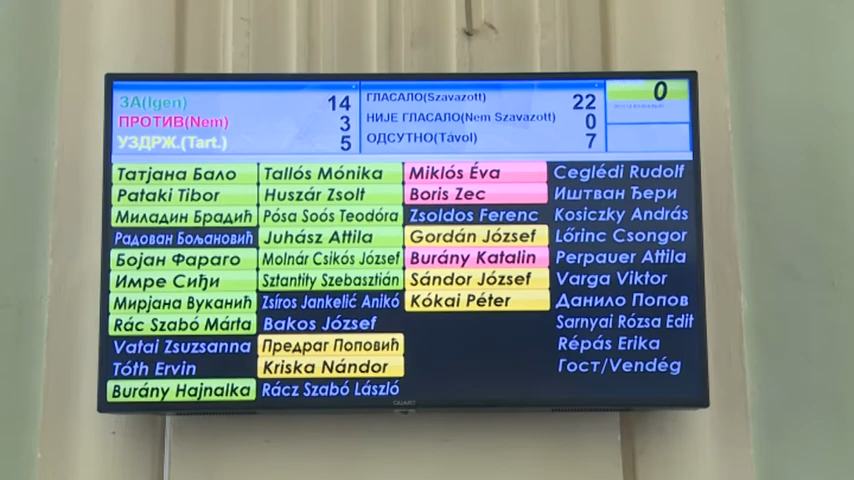 ЗА(Igen) 14
ПРОТИВ(Nem) 3
УЗДРЖ.(Tart.) 5
ГЛАСАЛО(Szavazott) 22
НИЈЕ ГЛАСАЛО(Nem Szavazott) 0
ОДСУТНО(Távol) 7
0
Татјана Бало
Pataki Tibor
Миладин Брадић
Радован Бољановић
Бојан Фараго
Имре Сиђи
Мирјана Вуканић
Rác Szabó Márta
Vatai Zsuzsanna
Tóth Ervin
Burány Hajnalka
Tallós Mónika
Huszár Zsolt
Pósa Soós Teodóra
Juhász Attila
Molnár Csikós József
Sztantity Szebasztián
Zsíros Jankelić Anikó
Bakos József
Предраг Поповић
Kriska Nándor
Rácz Szabó László
Miklós Éva
Boris Zec
Zsoldos Ferenc
Gordán József
Burány Katalin
Sándor József
Kókai Péter
Ceglédi Rudolf
Иштван Ђери
Kosiczky András
Lőrinc Csongor
Perpauer Attila
Varga Viktor
Данило Попов
Sarnyai Rózsa Edit
Répás Erika
Гост/Vendég